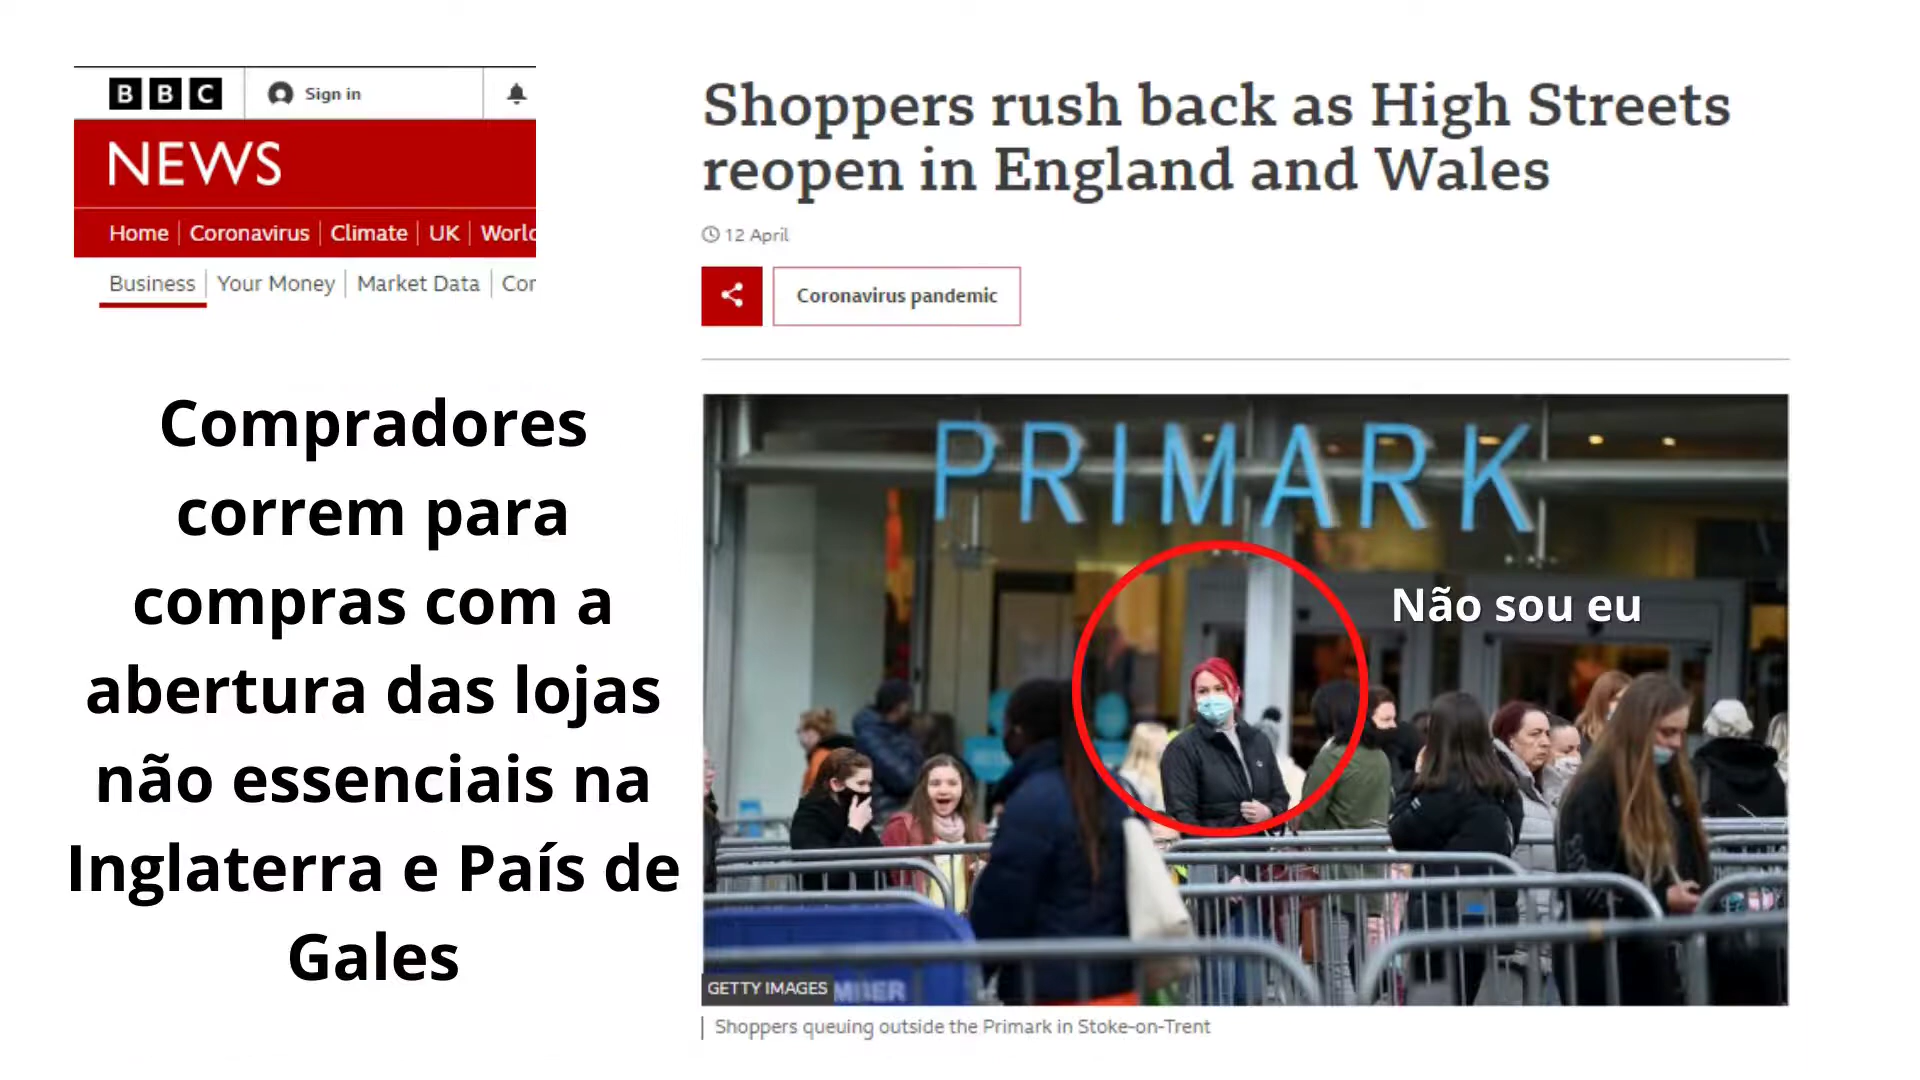 BBC
Sign in
NEWS
Home
Coronavirus
Climate
UK
World
Business
Your Money
Market Data
Shoppers rush back as High Streets
reopen in England and Wales
12 April
Coronavirus pandemic
Compradores
correm para
compras com a
abertura das lojas
não essenciais na
Inglaterra e País de
Gales
PRIMARK
Não sou eu
GETTY IMAGES
Shoppers queuing outside the Primark in Stoke-on-Trent